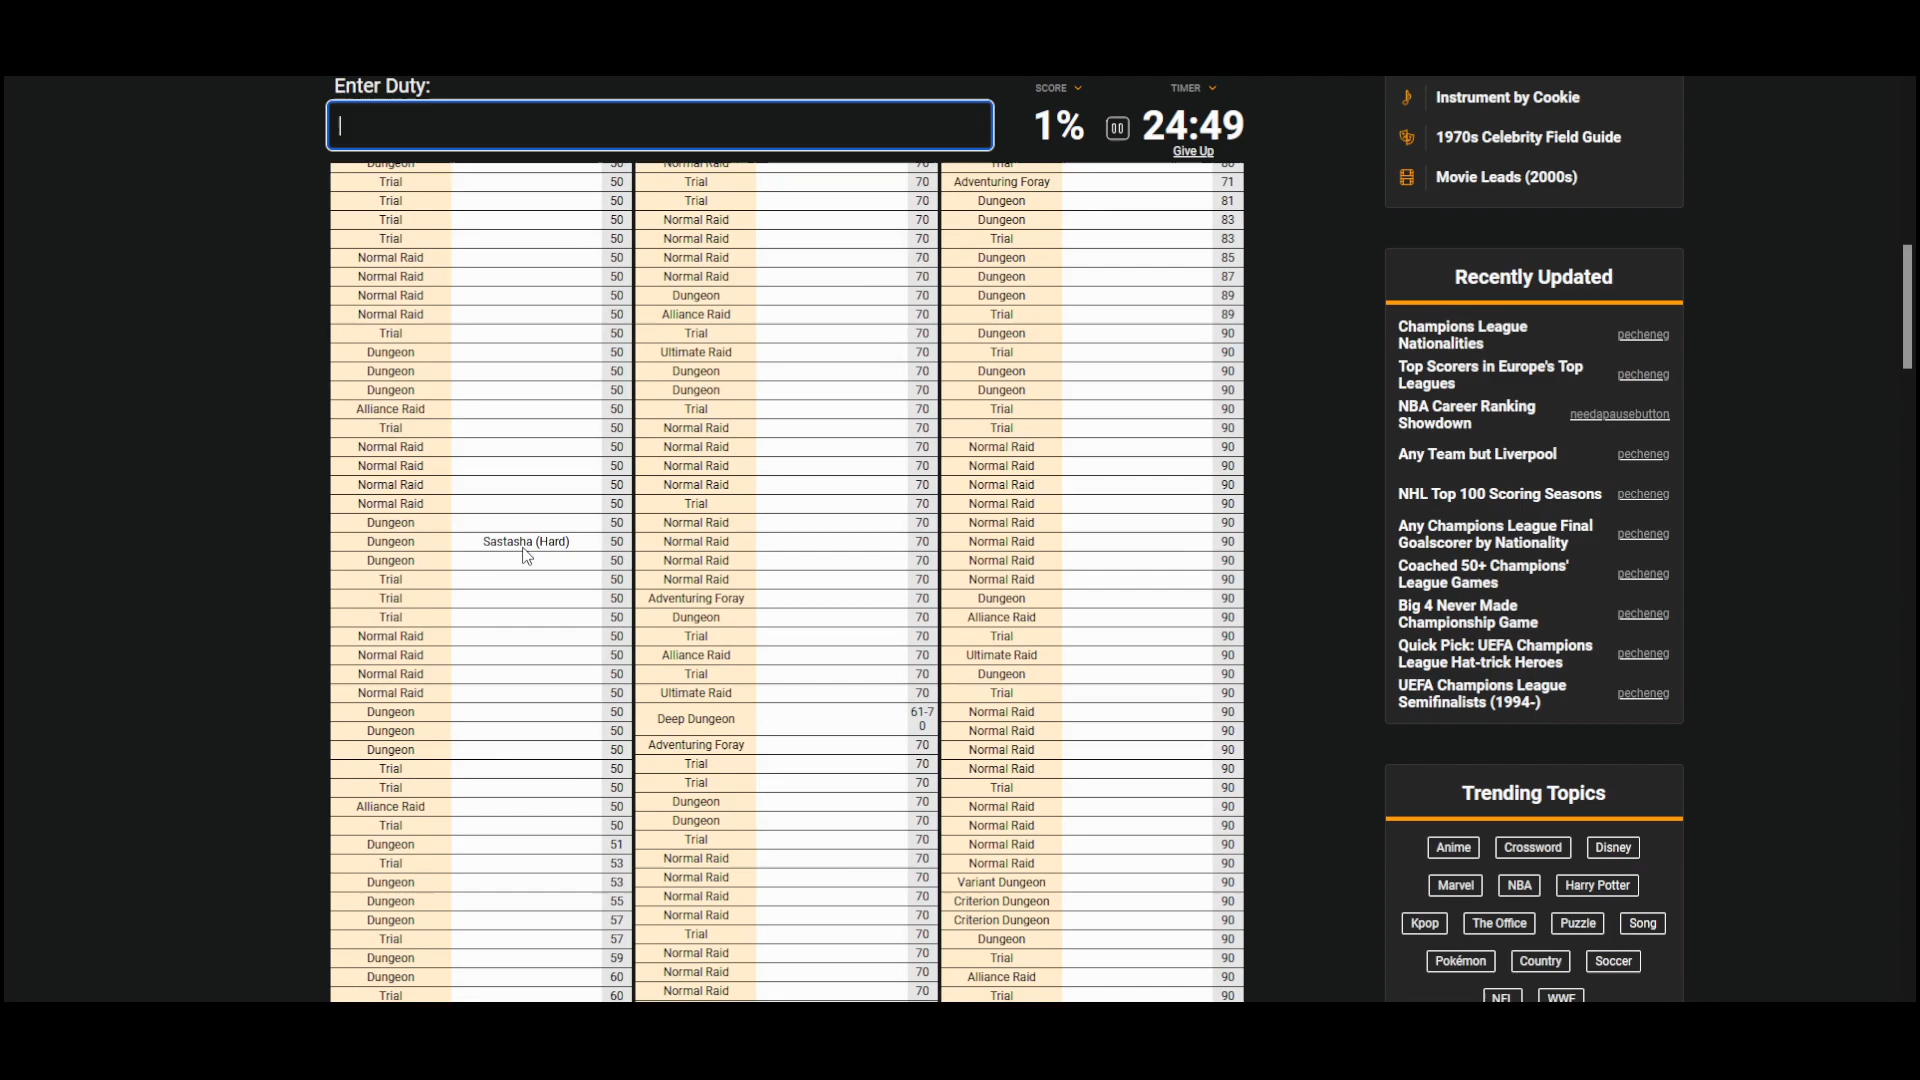 Enter Duty:
SCORE
TIMER
1%
24:49
Give Up
Dungeon 50
Trial 50
Trial 50
Trial 50
Trial 50
Normal Raid 50
Normal Raid 50
Normal Raid 50
Normal Raid 50
Trial 50
Dungeon 50
Dungeon 50
Dungeon 50
Alliance Raid 50
Trial 50
Normal Raid 50
Normal Raid 50
Normal Raid 50
Normal Raid 50
Dungeon 50
Dungeon Sastasha (Hard) 50
Dungeon 50
Trial 50
Trial 50
Trial 50
Normal Raid 50
Normal Raid 50
Normal Raid 50
Normal Raid 50
Dungeon 50
Dungeon 50
Dungeon 50
Trial 50
Trial 50
Alliance Raid 50
Trial 50
Dungeon 51
Trial 53
Dungeon 53
Dungeon 55
Dungeon 57
Trial 57
Dungeon 59
Dungeon 60
Trial 60
Normal Raid 70
Trial 70
Trial 70
Normal Raid 70
Normal Raid 70
Normal Raid 70
Normal Raid 70
Dungeon 70
Alliance Raid 70
Trial 70
Ultimate Raid 70
Dungeon 70
Dungeon 70
Trial 70
Normal Raid 70
Normal Raid 70
Normal Raid 70
Normal Raid 70
Trial 70
Normal Raid 70
Normal Raid 70
Normal Raid 70
Normal Raid 70
Adventuring Foray 70
Dungeon 70
Trial 70
Alliance Raid 70
Trial 70
Ultimate Raid 70
Deep Dungeon 61-7
0
Adventuring Foray 70
Trial 70
Trial 70
Dungeon 70
Dungeon 70
Trial 70
Normal Raid 70
Normal Raid 70
Normal Raid 70
Normal Raid 70
Trial 70
Normal Raid 70
Normal Raid 70
Normal Raid 70
Trial 80
Adventuring Foray 71
Dungeon 81
Dungeon 83
Trial 83
Dungeon 85
Dungeon 87
Dungeon 89
Trial 89
Dungeon 90
Trial 90
Dungeon 90
Dungeon 90
Trial 90
Trial 90
Normal Raid 90
Normal Raid 90
Normal Raid 90
Normal Raid 90
Normal Raid 90
Normal Raid 90
Normal Raid 90
Normal Raid 90
Dungeon 90
Alliance Raid 90
Trial 90
Ultimate Raid 90
Dungeon 90
Trial 90
Normal Raid 90
Normal Raid 90
Normal Raid 90
Normal Raid 90
Trial 90
Normal Raid 90
Normal Raid 90
Normal Raid 90
Normal Raid 90
Variant Dungeon 90
Criterion Dungeon 90
Criterion Dungeon 90
Dungeon 90
Trial 90
Alliance Raid 90
Trial 90
Instrument by Cookie
1970s Celebrity Field Guide
Movie Leads (2000s)
Recently Updated
Champions League
Nationalities pecheneg
Top Scorers in Europe's Top
Leagues pecheneg
NBA Career Ranking
Showdown needapausebutton
Any Team but Liverpool pecheneg
NHL Top 100 Scoring Seasons pecheneg
Any Champions League Final
Goalscorer by Nationality pecheneg
Coached 50+ Champions'
League Games pecheneg
Big 4 Never Made
Championship Game pecheneg
Quick Pick: UEFA Champions
League Hat-trick Heroes pecheneg
UEFA Champions League
Semifinalists (1994-) pecheneg
Trending Topics
Anime Crossword Disney
Marvel NBA Harry Potter
Kpop The Office Puzzle Song
Pokémon Country Soccer
NFL WWE